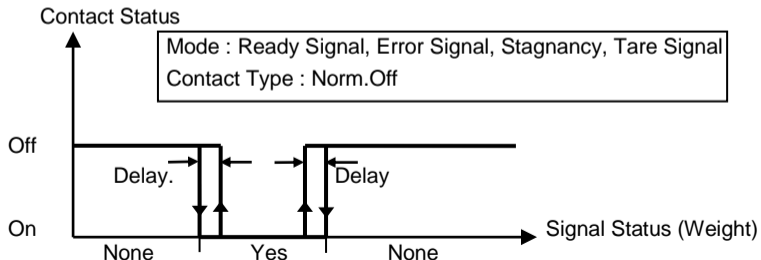 Contact Status
Mode : Ready Signal, Error Signal, Stagnancy, Tare Signal
Contact Type : Norm.Off
Off
Delay.
Delay
On
Signal Status (Weight)
None
Yes
None